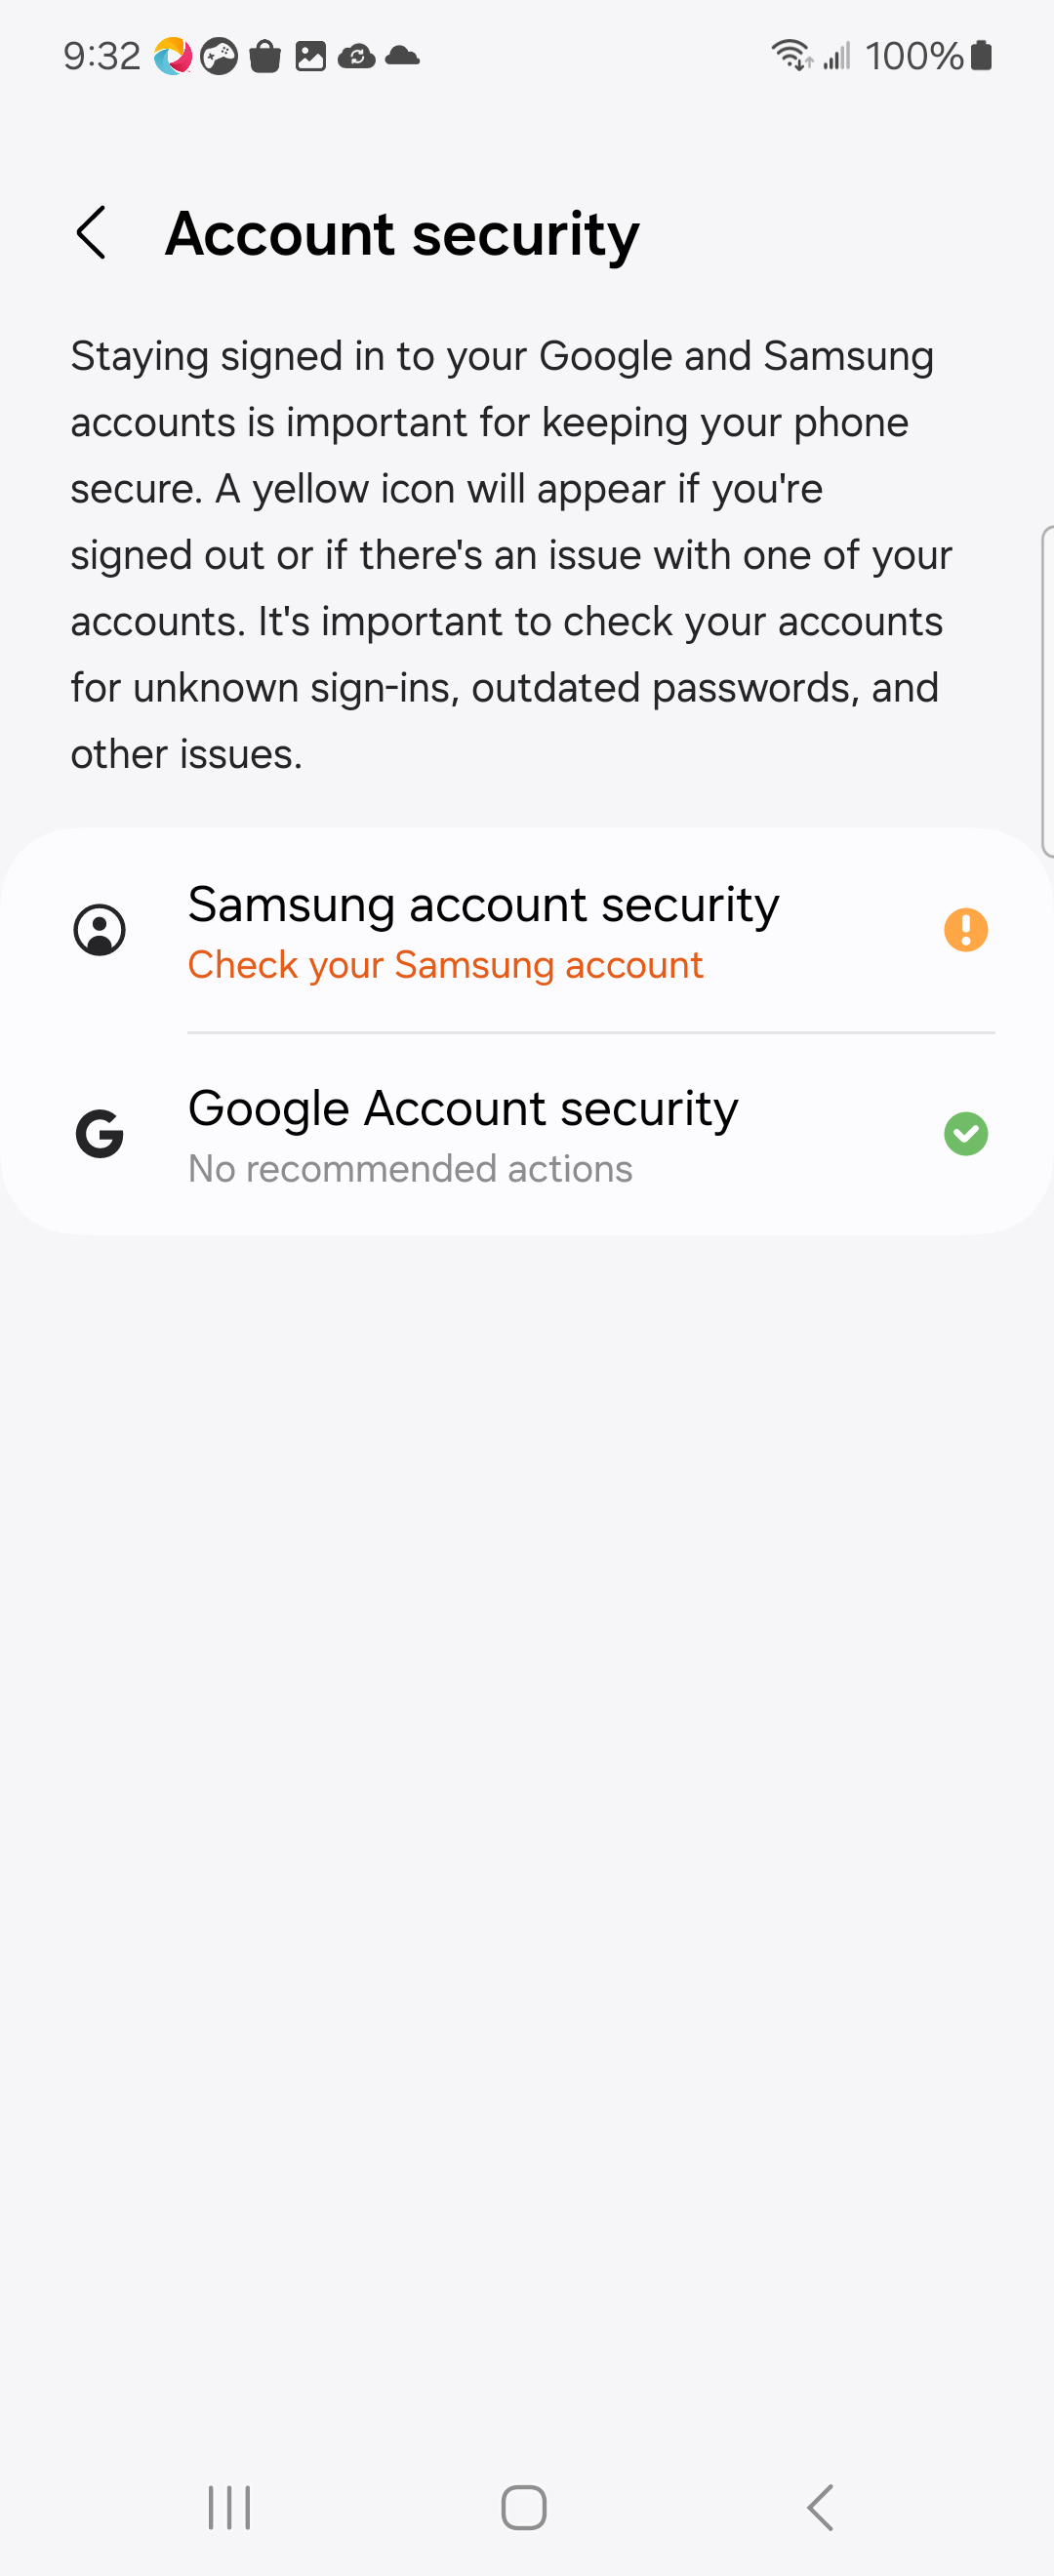 9:32
100%
Account security
Staying signed in to your Google and Samsung
accounts is important for keeping your phone
secure. A yellow icon will appear if you're
signed out or if there's an issue with one of your
accounts. It's important to check your accounts
for unknown sign-ins, outdated passwords, and
other issues.
Samsung account security
Check your Samsung account
Google Account security
No recommended actions